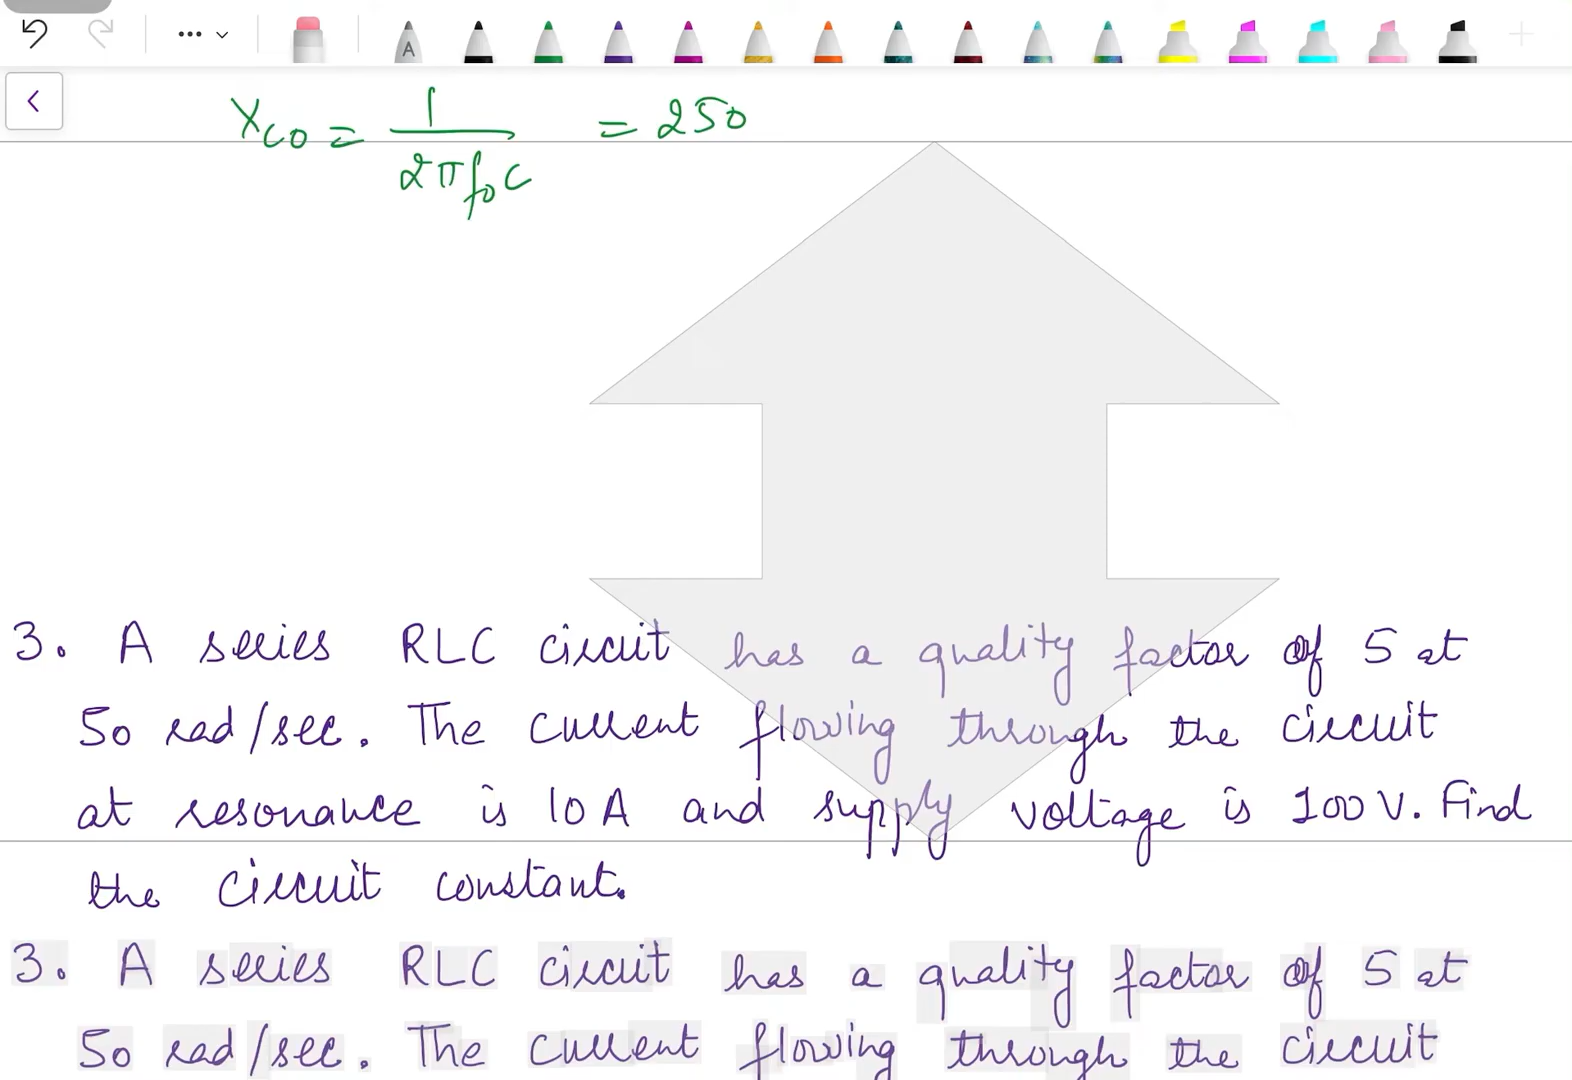 A
X_CO = 1 / 2πf₀C = 250
3. A series RLC circuit has a quality factor of 5 at
50 rad/sec. The current flowing through the circuit
at resonance is 10 A and supply voltage is 100 V. Find
the circuit constant.
3. A series RLC circuit has a quality factor of 5 at
50 rad/sec. The current flowing through the circuit